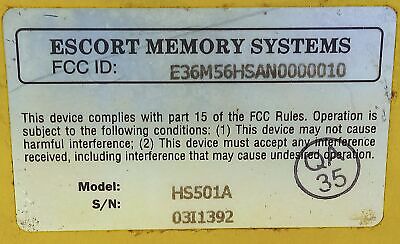 ESCORT MEMORY SYSTEMS
FCC ID: E36M56HSAN0000010
This device complies with part 15 of the FCC Rules. Operation is
subject to the following conditions: (1) This device may not cause
harmful interference; (2) This device must accept any interference
received, including interference that may cause undesired operation.
QA
35
Model: HS501A
S/N: 03I1392